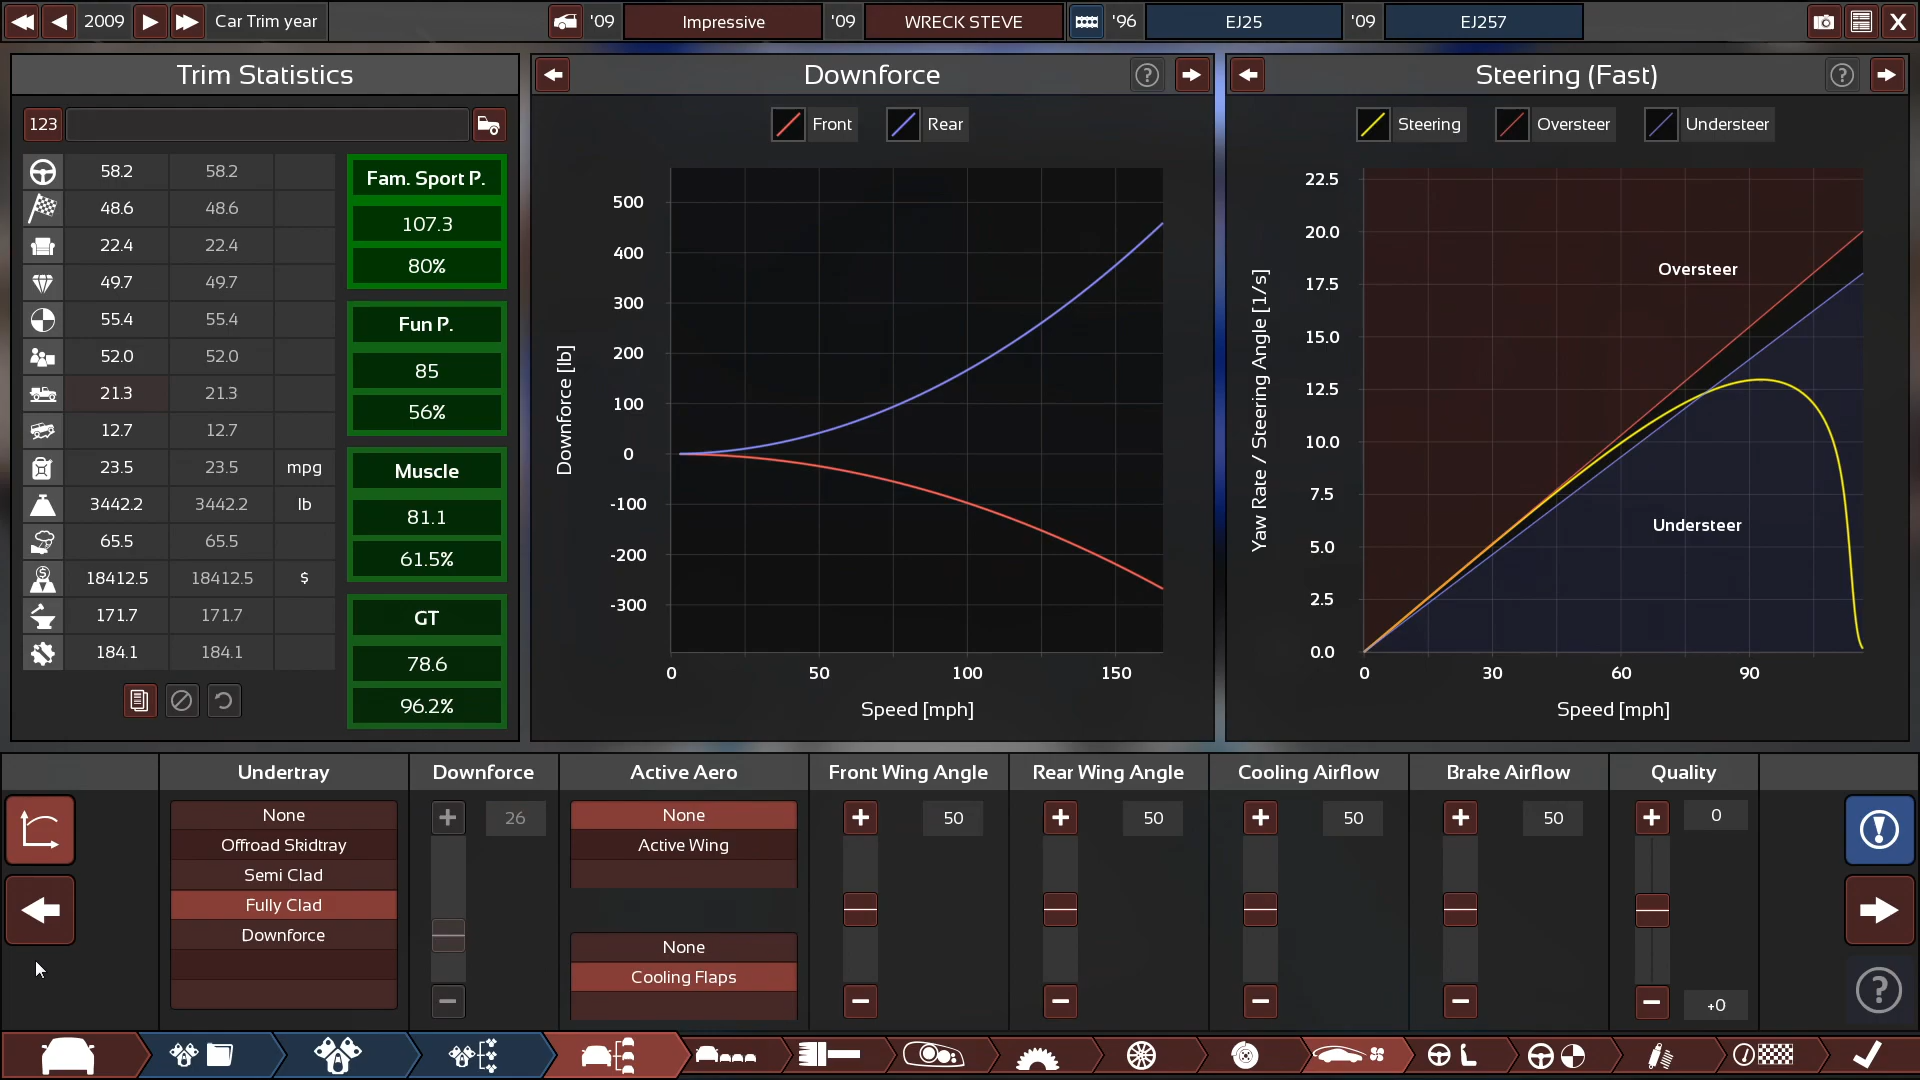 2009
Car Trim year
'09
Impressive
'09
WRECK STEVE
'96
EJ25
'09
EJ257
X
Trim Statistics
123
58.2 58.2
48.6 48.6
22.4 22.4
49.7 49.7
55.4 55.4
52.0 52.0
21.3 21.3
12.7 12.7
23.5 23.5 mpg
3442.2 3442.2 lb
65.5 65.5
18412.5 18412.5 $
171.7 171.7
184.1 184.1
Fam. Sport P.
107.3
80%
Fun P.
85
56%
Muscle
81.1
61.5%
GT
78.6
96.2%
Downforce
?
Front
Rear
Downforce [lb]
500
400
300
200
100
0
-100
-200
-300
0 50 100 150
Speed [mph]
Steering (Fast)
?
Steering
Oversteer
Understeer
Yaw Rate / Steering Angle [1/s]
22.5
20.0
17.5
15.0
12.5
10.0
7.5
5.0
2.5
0.0
Oversteer
Understeer
0 30 60 90
Speed [mph]
Undertray
None
Offroad Skidtray
Semi Clad
Fully Clad
Downforce
Downforce
+ 26
−
Active Aero
None
Active Wing
None
Cooling Flaps
Front Wing Angle
+ 50
−
Rear Wing Angle
+ 50
−
Cooling Airflow
+ 50
−
Brake Airflow
+ 50
−
Quality
+ 0
− +0
?